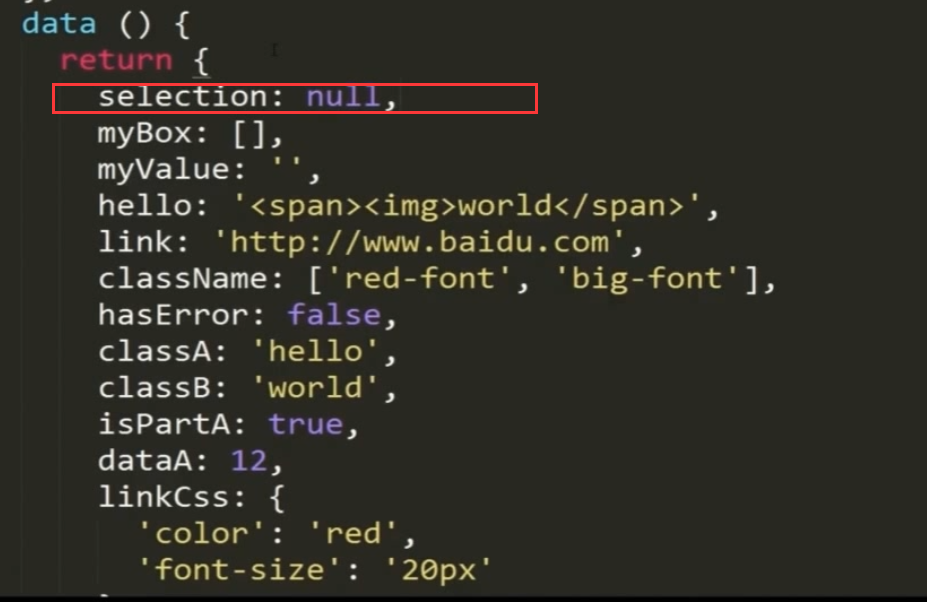 data () {
return {
selection: null,
myBox: [],
myValue: '',
hello: '<span><img>world</span>',
link: 'http://www.baidu.com',
className: ['red-font', 'big-font'],
hasError: false,
classA: 'hello',
classB: 'world',
isPartA: true,
dataA: 12,
linkCss: {
'color': 'red',
'font-size': '20px'